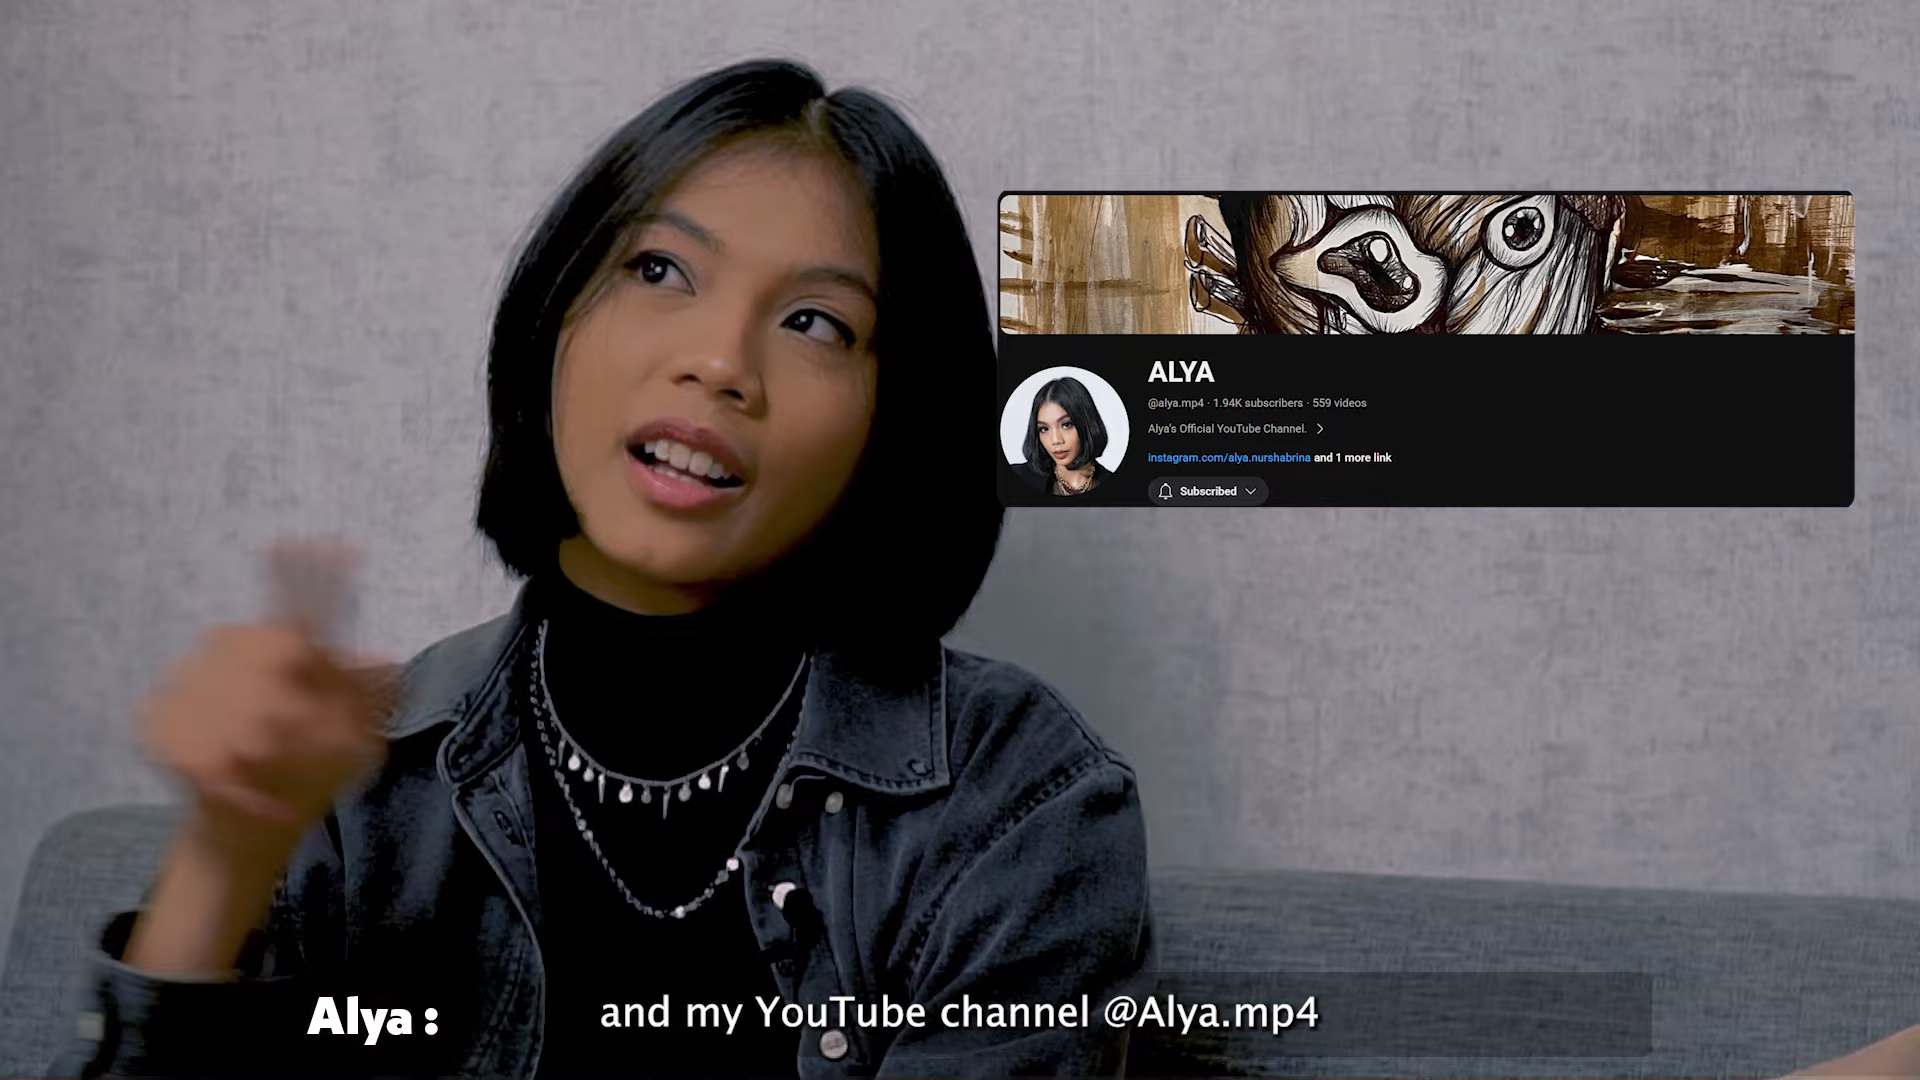 ALYA
@alya.mp4 · 1.94K subscribers · 559 videos
Alya's Official YouTube Channel.
instagram.com/alya.nurshabrina and 1 more link
Subscribed
Alya : and my YouTube channel @Alya.mp4